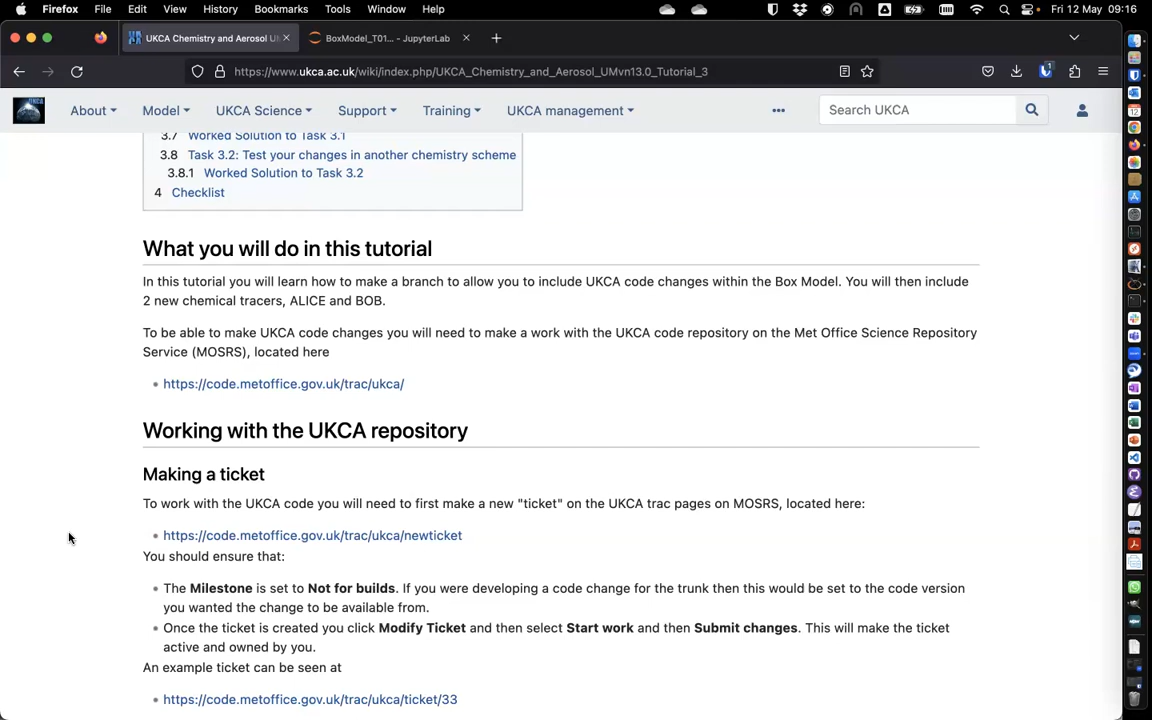 Firefox File Edit View History Bookmarks Tools Window Help Fri 12 May 09:16
UKCA Chemistry and Aerosol U
BoxModel_T01... - JupyterLab
https://www.ukca.ac.uk/wiki/index.php/UKCA_Chemistry_and_Aerosol_UMvn13.0_Tutorial_3
About Model UKCA Science Support Training UKCA management Search UKCA
3.7 Worked Solution to Task 3.1
3.8 Task 3.2: Test your changes in another chemistry scheme
3.8.1 Worked Solution to Task 3.2
4 Checklist
What you will do in this tutorial
In this tutorial you will learn how to make a branch to allow you to include UKCA code changes within the Box Model. You will then include
2 new chemical tracers, ALICE and BOB.
To be able to make UKCA code changes you will need to make a work with the UKCA code repository on the Met Office Science Repository
Service (MOSRS), located here
• https://code.metoffice.gov.uk/trac/ukca/
Working with the UKCA repository
Making a ticket
To work with the UKCA code you will need to first make a new "ticket" on the UKCA trac pages on MOSRS, located here:
• https://code.metoffice.gov.uk/trac/ukca/newticket
You should ensure that:
• The Milestone is set to Not for builds. If you were developing a code change for the trunk then this would be set to the code version
you wanted the change to be available from.
• Once the ticket is created you click Modify Ticket and then select Start work and then Submit changes. This will make the ticket
active and owned by you.
An example ticket can be seen at
• https://code.metoffice.gov.uk/trac/ukca/ticket/33